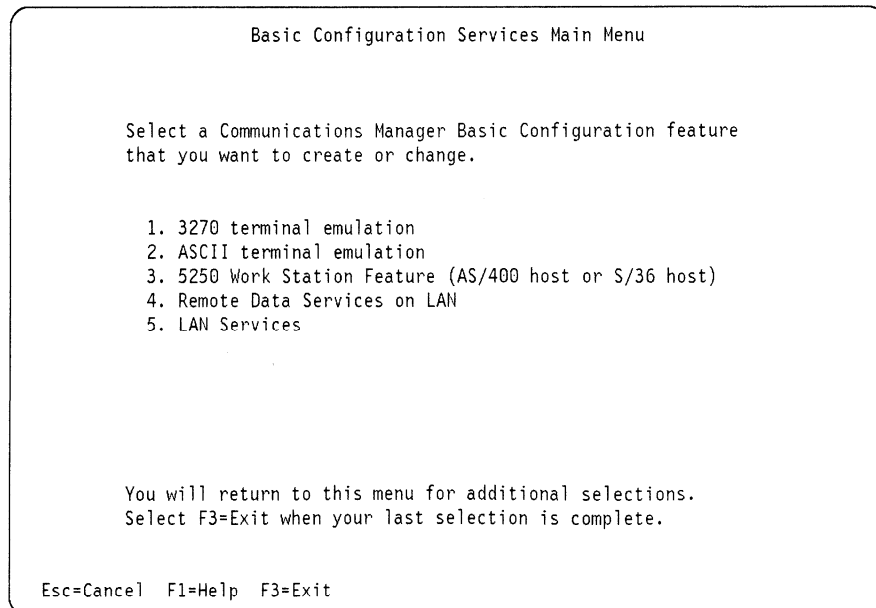 Basic Configuration Services Main Menu
Select a Communications Manager Basic Configuration feature
that you want to create or change.
1. 3270 terminal emulation
2. ASCII terminal emulation
3. 5250 Work Station Feature (AS/400 host or S/36 host)
4. Remote Data Services on LAN
5. LAN Services
You will return to this menu for additional selections.
Select F3=Exit when your last selection is complete.
Esc=Cancel F1=Help F3=Exit